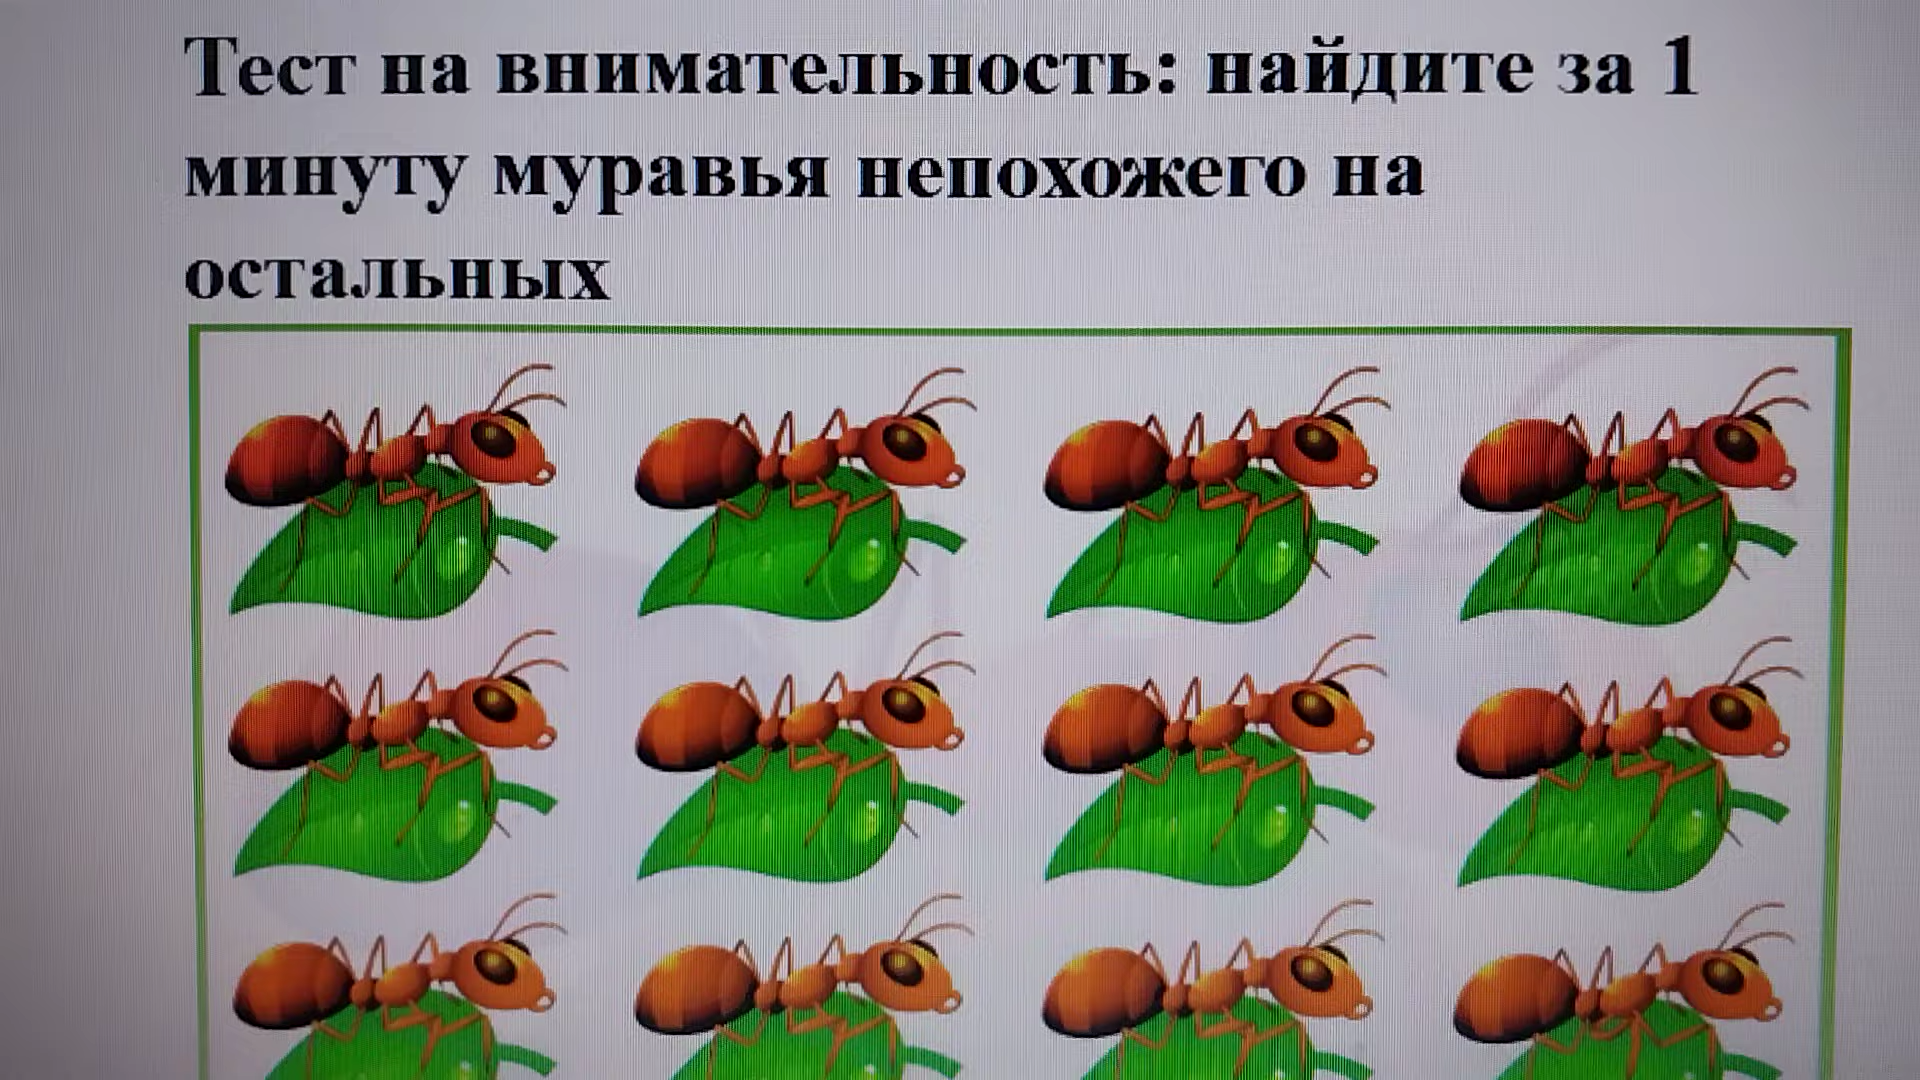 Тест на внимательность: найдите за 1
минуту муравья непохожего на
остальных